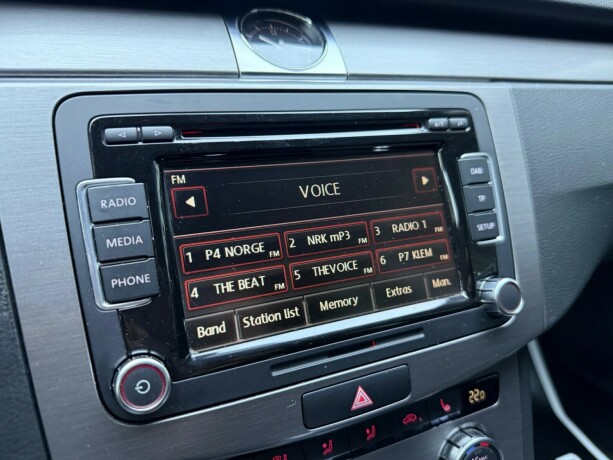 FM
VOICE
RADIO
MEDIA
PHONE
DAB
TP
SETUP
1 P4 NORGE FM
2 NRK mP3 FM
3 RADIO 1 FM
4 THE BEAT FM
5 THEVOICE FM
6 P7 KLEM FM
Band
Station list
Memory
Extras
Man.
220